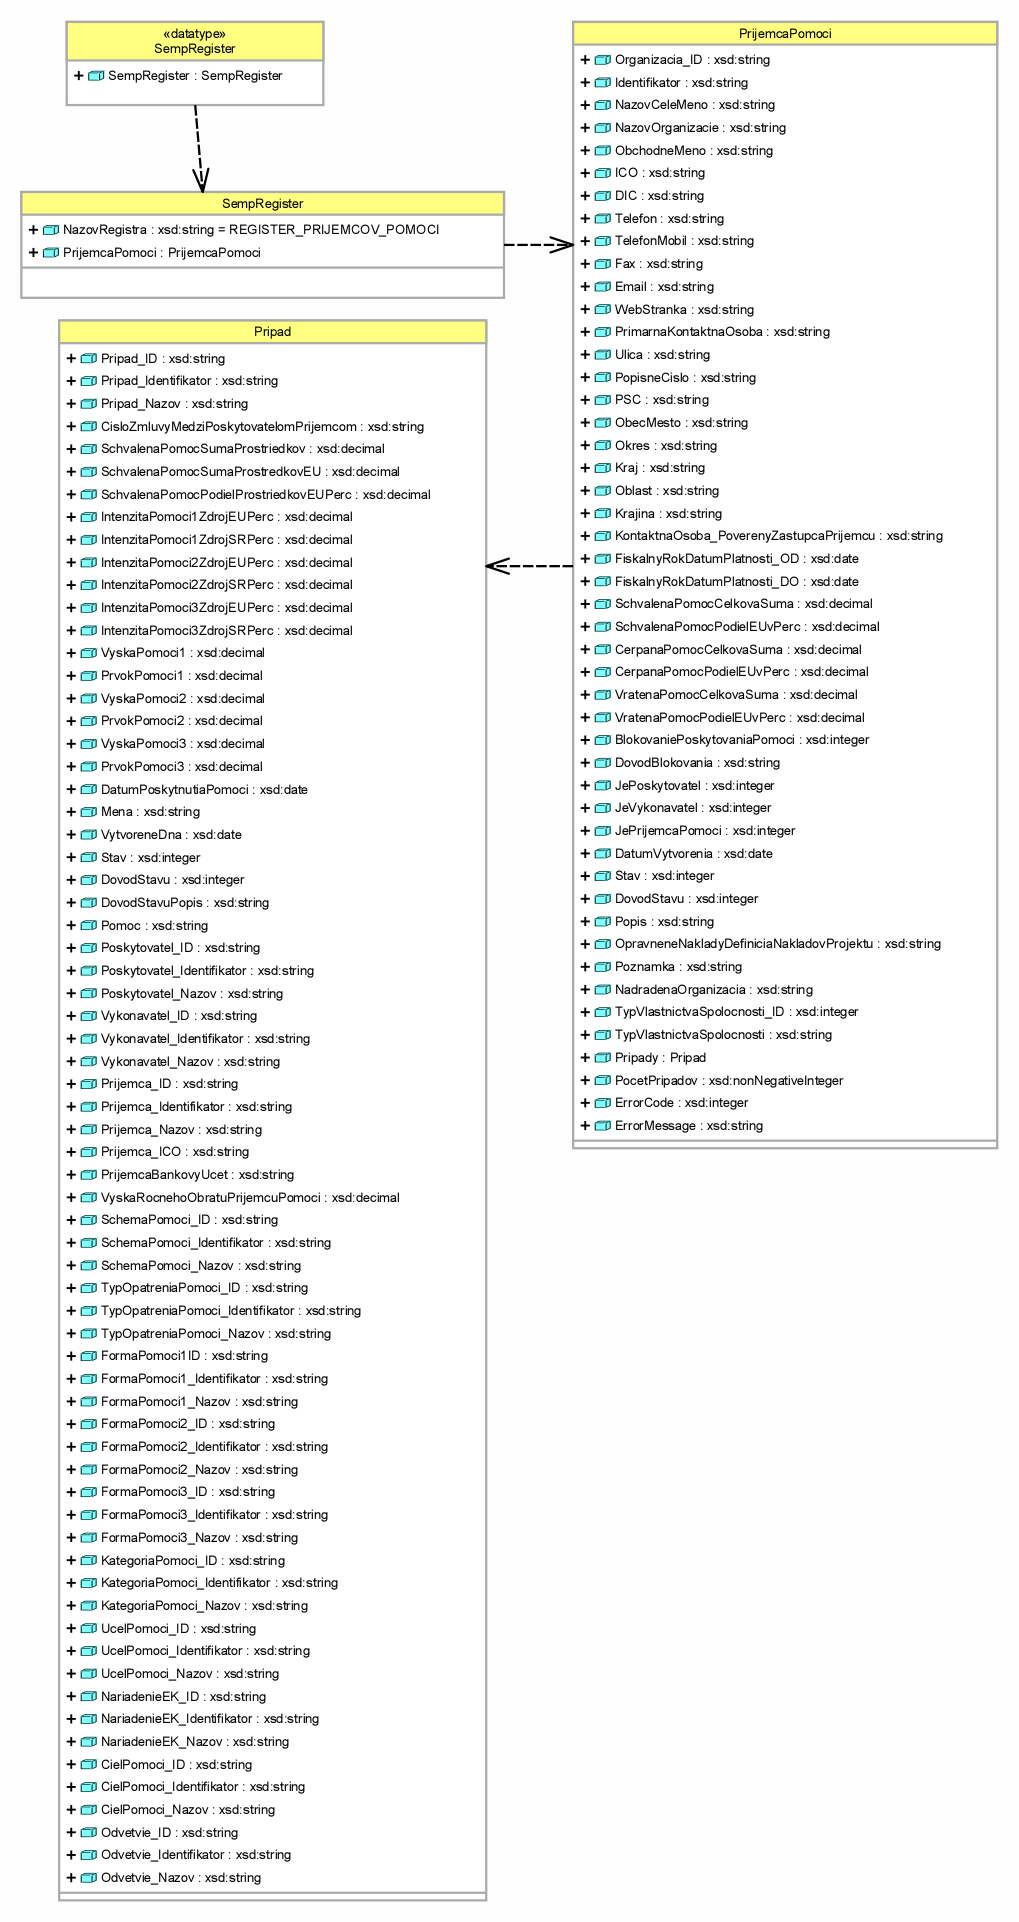 «datatype»
SempRegister
SempRegister : SempRegister
SempRegister
NazovRegistra : xsd:string = REGISTER_PRIJEMCOV_POMOCI
PrijemcaPomoci : PrijemcaPomoci
PrijemcaPomoci
Organizacia_ID : xsd:string
Identifikator : xsd:string
NazovCeleMeno : xsd:string
NazovOrganizacie : xsd:string
ObchodneMeno : xsd:string
ICO : xsd:string
DIC : xsd:string
Telefon : xsd:string
TelefonMobil : xsd:string
Fax : xsd:string
Email : xsd:string
WebStranka : xsd:string
PrimarnaKontaktnaOsoba : xsd:string
Ulica : xsd:string
PopisneCislo : xsd:string
PSC : xsd:string
ObecMesto : xsd:string
Okres : xsd:string
Kraj : xsd:string
Oblast : xsd:string
Krajina : xsd:string
KontaktnaOsoba_PoverenyZastupcaPrijemcu : xsd:string
FiskalnyRokDatumPlatnosti_OD : xsd:date
FiskalnyRokDatumPlatnosti_DO : xsd:date
SchvalenaPomocCelkovaSuma : xsd:decimal
SchvalenaPomocPodielEUvPerc : xsd:decimal
CerpanaPomocCelkovaSuma : xsd:decimal
CerpanaPomocPodielEUvPerc : xsd:decimal
VratenaPomocCelkovaSuma : xsd:decimal
VratenaPomocPodielEUvPerc : xsd:decimal
BlokovaniePoskytovaniaPomoci : xsd:integer
DovodBlokovania : xsd:string
JePoskytovatel : xsd:integer
JeVykonavatel : xsd:integer
JePrijemcaPomoci : xsd:integer
DatumVytvorenia : xsd:date
Stav : xsd:integer
DovodStavu : xsd:integer
Popis : xsd:string
OpravneneNakladyDefiniciaNakladovProjektu : xsd:string
Poznamka : xsd:string
NadradenaOrganizacia : xsd:string
TypVlastnictvaSpolocnosti_ID : xsd:integer
TypVlastnictvaSpolocnosti : xsd:string
Pripady : Pripad
PocetPripadov : xsd:nonNegativeInteger
ErrorCode : xsd:integer
ErrorMessage : xsd:string
Pripad
Pripad_ID : xsd:string
Pripad_Identifikator : xsd:string
Pripad_Nazov : xsd:string
CisloZmluvyMedziPoskytovatelomPrijemcom : xsd:string
SchvalenaPomocSumaProstriedkov : xsd:decimal
SchvalenaPomocSumaProstredkovEU : xsd:decimal
SchvalenaPomocPodielProstriedkovEUPerc : xsd:decimal
IntenzitaPomoci1ZdrojEUPerc : xsd:decimal
IntenzitaPomoci1ZdrojSRPerc : xsd:decimal
IntenzitaPomoci2ZdrojEUPerc : xsd:decimal
IntenzitaPomoci2ZdrojSRPerc : xsd:decimal
IntenzitaPomoci3ZdrojEUPerc : xsd:decimal
IntenzitaPomoci3ZdrojSRPerc : xsd:decimal
VyskaPomoci1 : xsd:decimal
PrvokPomoci1 : xsd:decimal
VyskaPomoci2 : xsd:decimal
PrvokPomoci2 : xsd:decimal
VyskaPomoci3 : xsd:decimal
PrvokPomoci3 : xsd:decimal
DatumPoskytnutiaPomoci : xsd:date
Mena : xsd:string
VytvoreneDna : xsd:date
Stav : xsd:integer
DovodStavu : xsd:integer
DovodStavuPopis : xsd:string
Pomoc : xsd:string
Poskytovatel_ID : xsd:string
Poskytovatel_Identifikator : xsd:string
Poskytovatel_Nazov : xsd:string
Vykonavatel_ID : xsd:string
Vykonavatel_Identifikator : xsd:string
Vykonavatel_Nazov : xsd:string
Prijemca_ID : xsd:string
Prijemca_Identifikator : xsd:string
Prijemca_Nazov : xsd:string
Prijemca_ICO : xsd:string
PrijemcaBankovyUcet : xsd:string
VyskaRocnehoObratuPrijemcuPomoci : xsd:decimal
SchemaPomoci_ID : xsd:string
SchemaPomoci_Identifikator : xsd:string
SchemaPomoci_Nazov : xsd:string
TypOpatreniaPomoci_ID : xsd:string
TypOpatreniaPomoci_Identifikator : xsd:string
TypOpatreniaPomoci_Nazov : xsd:string
FormaPomoci1ID : xsd:string
FormaPomoci1_Identifikator : xsd:string
FormaPomoci1_Nazov : xsd:string
FormaPomoci2_ID : xsd:string
FormaPomoci2_Identifikator : xsd:string
FormaPomoci2_Nazov : xsd:string
FormaPomoci3_ID : xsd:string
FormaPomoci3_Identifikator : xsd:string
FormaPomoci3_Nazov : xsd:string
KategoriaPomoci_ID : xsd:string
KategoriaPomoci_Identifikator : xsd:string
KategoriaPomoci_Nazov : xsd:string
UcelPomoci_ID : xsd:string
UcelPomoci_Identifikator : xsd:string
UcelPomoci_Nazov : xsd:string
NariadenieEK_ID : xsd:string
NariadenieEK_Identifikator : xsd:string
NariadenieEK_Nazov : xsd:string
CielPomoci_ID : xsd:string
CielPomoci_Identifikator : xsd:string
CielPomoci_Nazov : xsd:string
Odvetvie_ID : xsd:string
Odvetvie_Identifikator : xsd:string
Odvetvie_Nazov : xsd:string